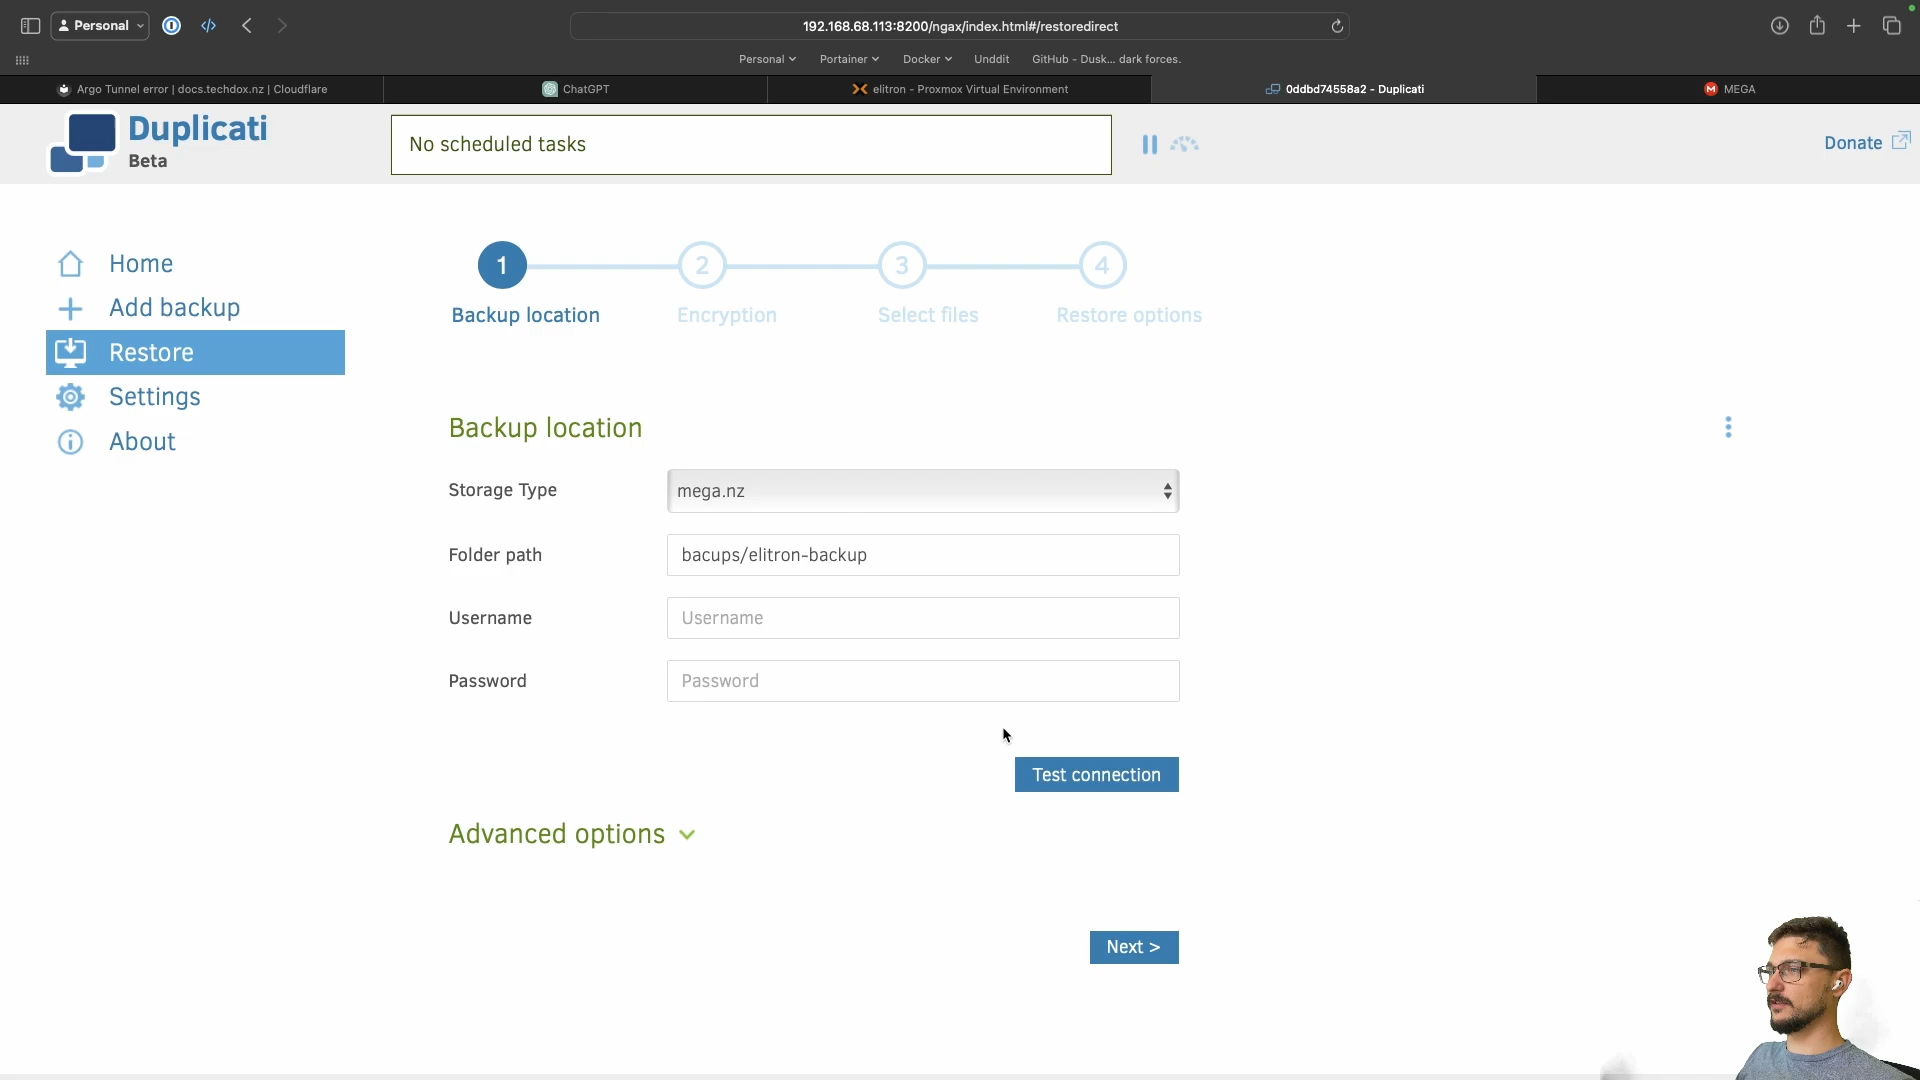 Personal
192.168.68.113:8200/ngax/index.html#/restoredirect
Personal
Portainer
Docker
Unddit
GitHub - Dusk... dark forces.
Argo Tunnel error | docs.techdox.nz | Cloudflare
ChatGPT
elitron - Proxmox Virtual Environment
0ddbd74558a2 - Duplicati
MEGA
Duplicati
Beta
No scheduled tasks
Donate
Home
Add backup
Restore
Settings
About
1
2
3
4
Backup location
Encryption
Select files
Restore options
Backup location
Storage Type
mega.nz
Folder path
bacups/elitron-backup
Username
Username
Password
Password
Test connection
Advanced options
Next >